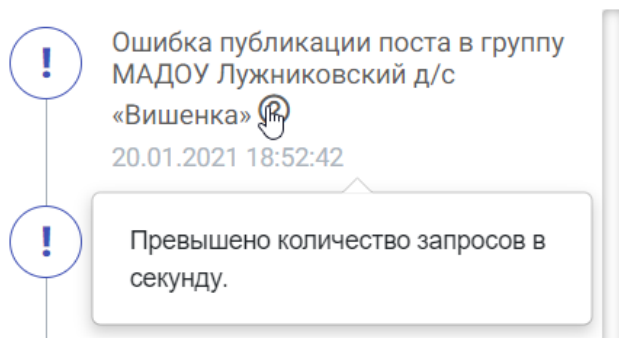 Ошибка публикации поста в группу
МАДОУ Лужниковский д/с
«Вишенка»
20.01.2021 18:52:42
Превышено количество запросов в
секунду.